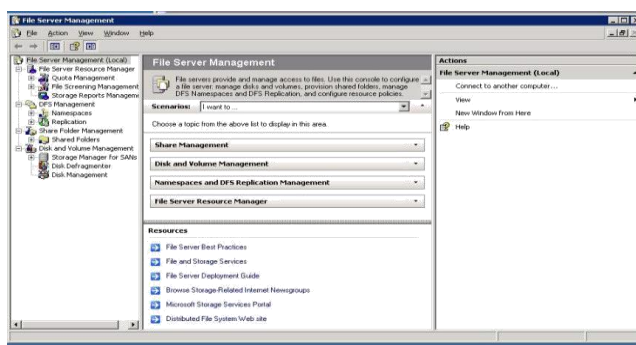 File Server Management
File Action View Window Help
File Server Management (Local)
File Server Resource Manager
Quota Management
File Screening Management
Storage Reports Managem
DFS Management
Namespaces
Replication
Share Folder Management
Shared Folders
Disk and Volume Management
Storage Manager for SANs
Disk Defragmenter
Disk Management
File Server Management
File servers provide and manage access to files. Use this console to configure
a file server: manage disks and volumes, provision shared folders, manage
DFS Namespaces and DFS Replication, and configure resource policies.
Scenarios: I want to ...
Choose a topic from the above list to display in this area.
Share Management
Disk and Volume Management
Namespaces and DFS Replication Management
File Server Resource Manager
Resources
File Server Best Practices
File and Storage Services
File Server Deployment Guide
Browse Storage-Related Internet Newsgroups
Microsoft Storage Services Portal
Distributed File System Web site
Actions
File Server Management (Local)
Connect to another computer...
View
New Window from Here
Help